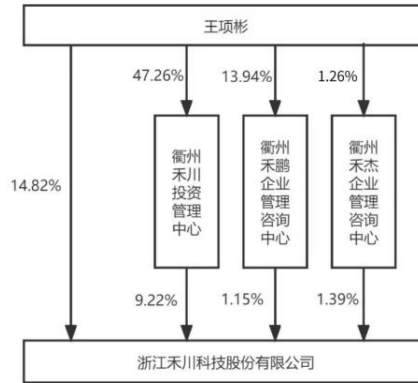 王项彬
47.26%
13.94%
1.26%
14.82%
衢州
禾川
投资
管理
中心
衢州
禾鹏
企业
管理
咨询
中心
衢州
禾杰
企业
管理
咨询
中心
9.22%
1.15%
1.39%
浙江禾川科技股份有限公司